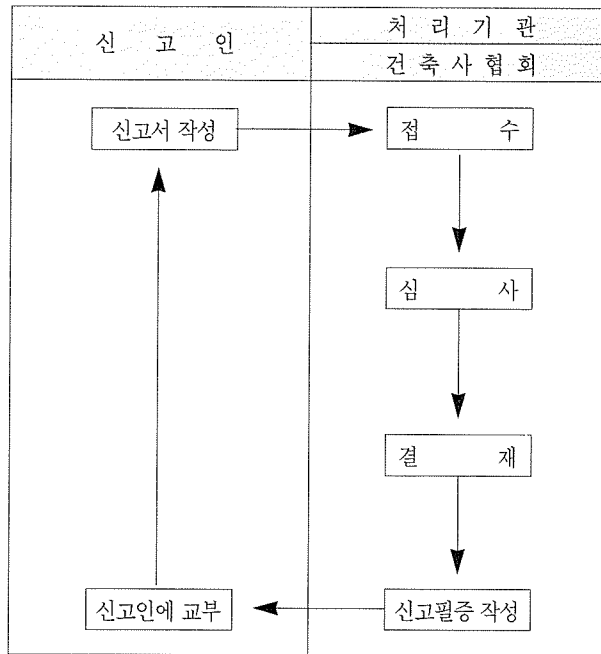 신 고 인
처 리 기 관
건 축 사 협 회
신고서 작성
접 수
심 사
결 재
신고인에 교부
신고필증 작성